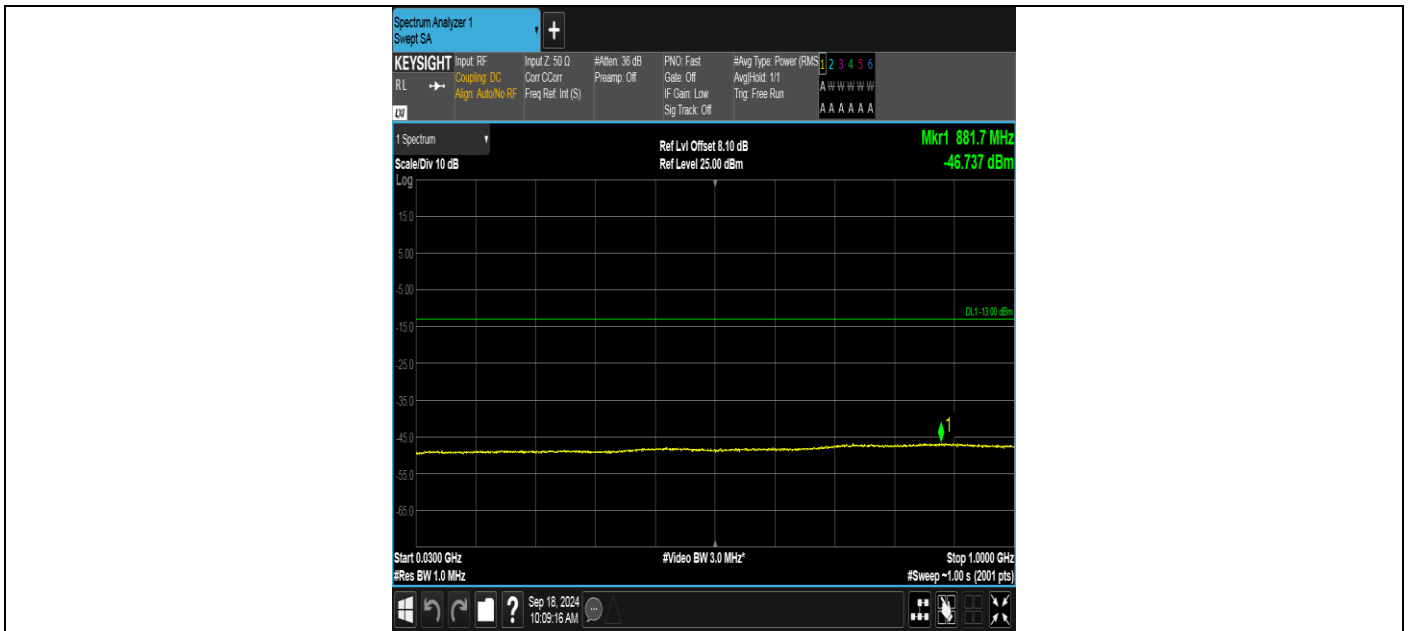 Spectrum Analyzer 1
Swept SA
+
KEYSIGHT Input: RF Input Z: 50 Ω #Atten: 36 dB PNO: Fast #Avg Type: Power (RMS 1 2 3 4 5 6
RL Coupling: DC Corr CCorr Preamp: Off Gate: Off Avg|Hold: 1/1 A W W W W W
Align: Auto/No RF Freq Ref: Int (S) IF Gain: Low Trig: Free Run
LXI Sig Track: Off A A A A A A
1 Spectrum Ref Lvl Offset 8.10 dB Mkr1 881.7 MHz
Scale/Div 10 dB Ref Level 25.00 dBm -46.737 dBm
Log
15.0
5.00
-5.00
DL1 -13.00 dBm
-15.0
-25.0
-35.0
1
-45.0
-55.0
-65.0
Start 0.0300 GHz #Video BW 3.0 MHz* Stop 1.0000 GHz
#Res BW 1.0 MHz #Sweep ~1.00 s (2001 pts)
? Sep 18, 2024
10:09:16 AM